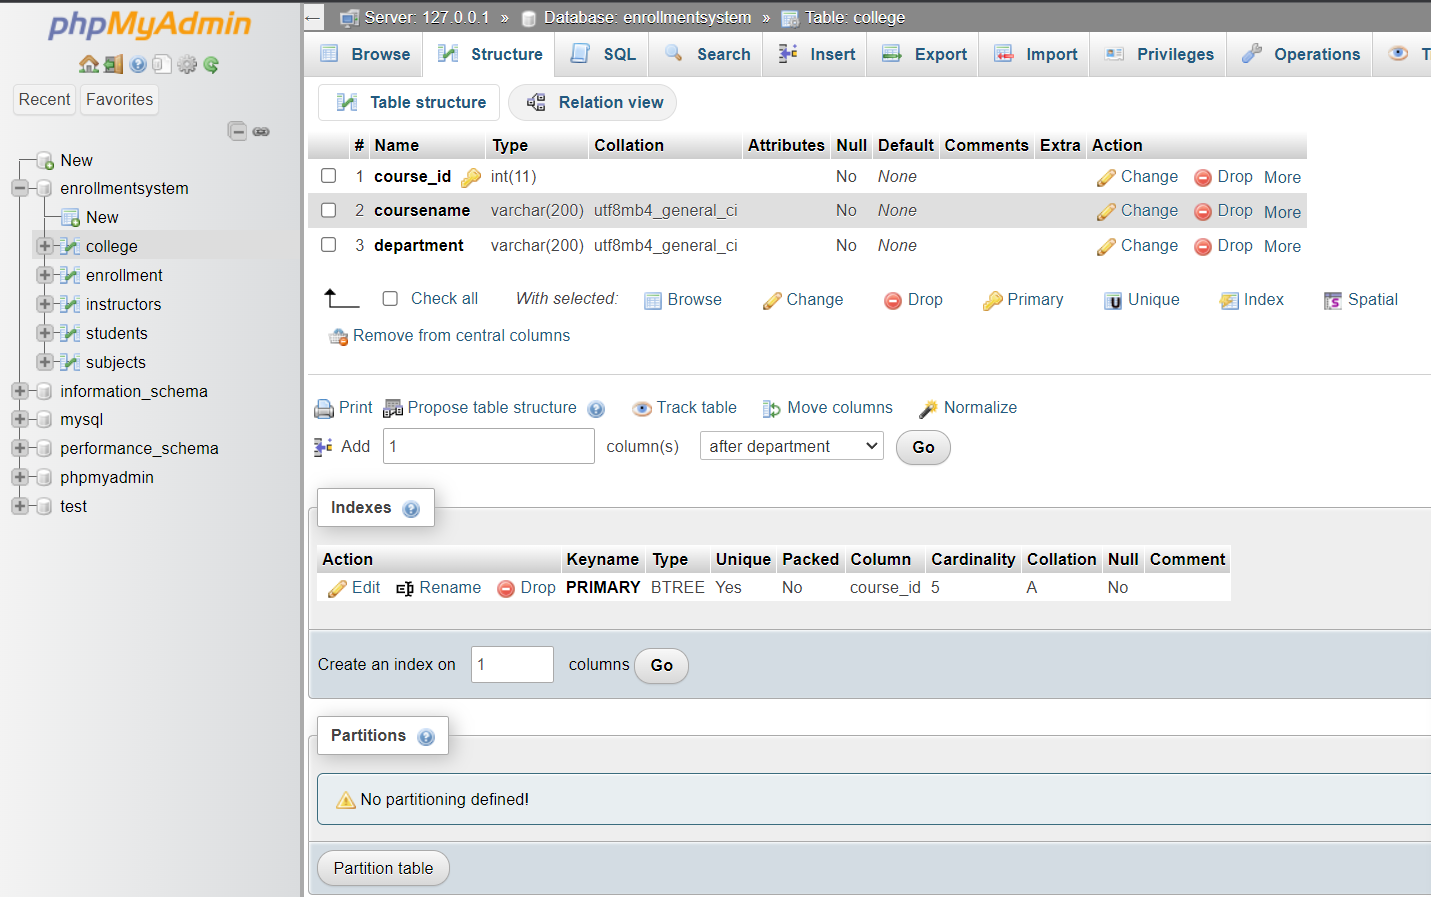 phpMyAdmin
Recent Favorites
New
enrollmentsystem
New
college
enrollment
instructors
students
subjects
information_schema
mysql
performance_schema
phpmyadmin
test
Server: 127.0.0.1 » Database: enrollmentsystem » Table: college
Browse Structure SQL Search Insert Export Import Privileges Operations
Table structure Relation view
# Name Type Collation Attributes Null Default Comments Extra Action
1 course_id int(11) No None Change Drop More
2 coursename varchar(200) utf8mb4_general_ci No None Change Drop More
3 department varchar(200) utf8mb4_general_ci No None Change Drop More
Check all With selected: Browse Change Drop Primary Unique Index Spatial
Remove from central columns
Print Propose table structure Track table Move columns Normalize
Add 1 column(s) after department Go
Indexes
Action Keyname Type Unique Packed Column Cardinality Collation Null Comment
Edit Rename Drop PRIMARY BTREE Yes No course_id 5 A No
Create an index on 1 columns Go
Partitions
No partitioning defined!
Partition table